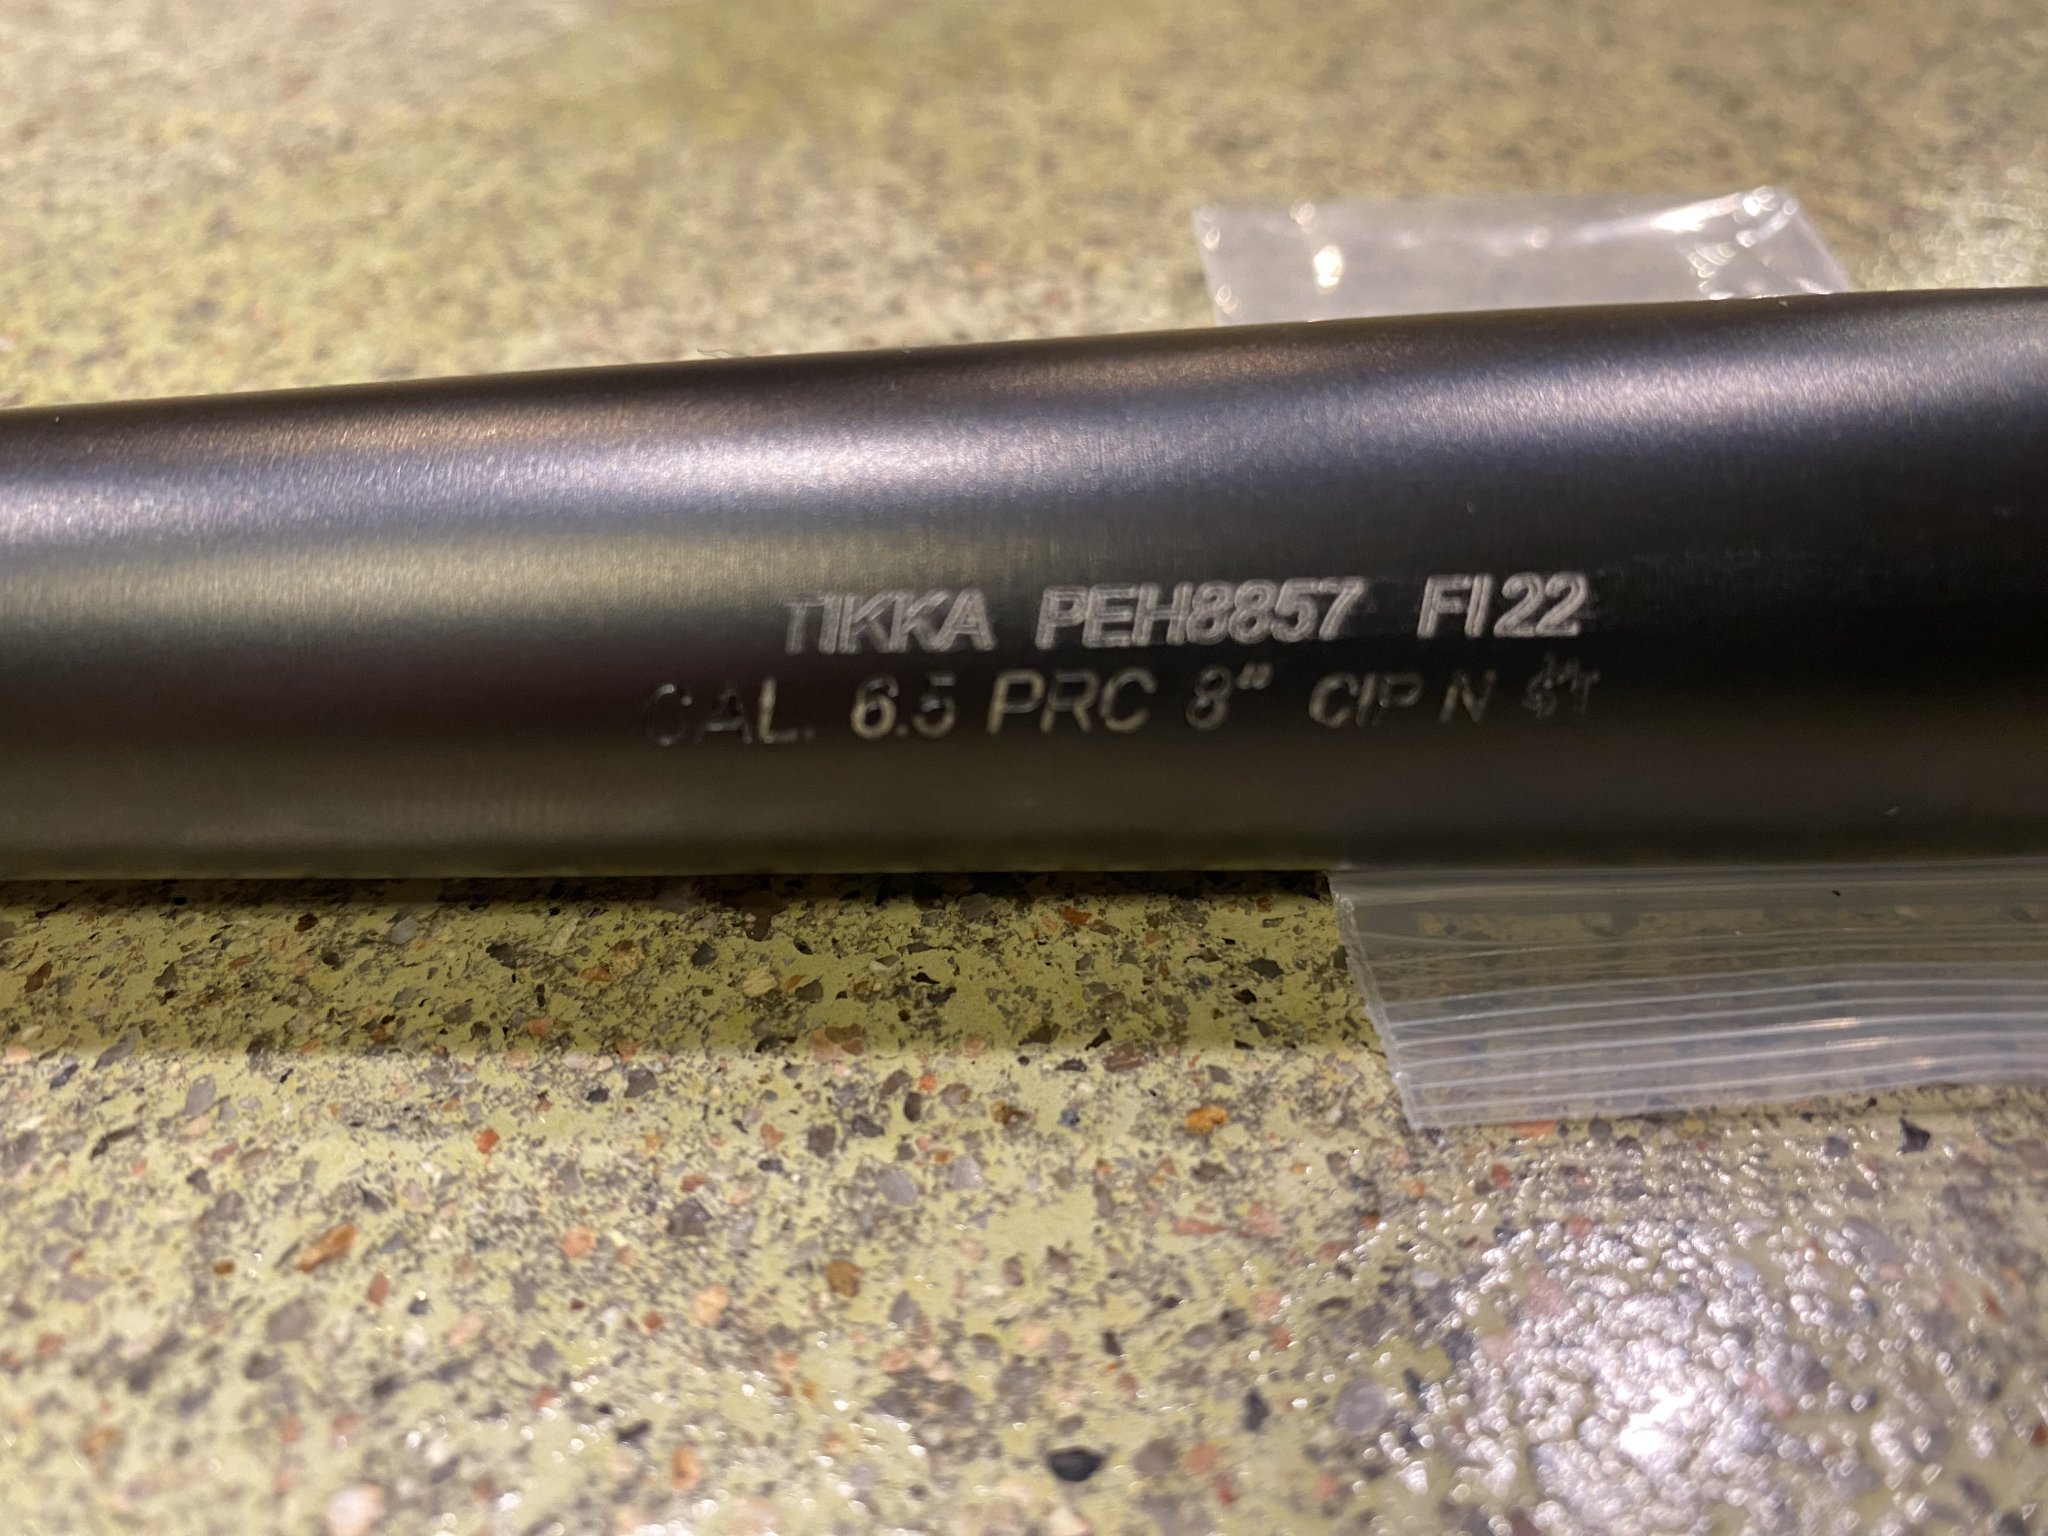 TIKKA PEH8857 FI22
CAL. 6.5 PRC 8" CIP N